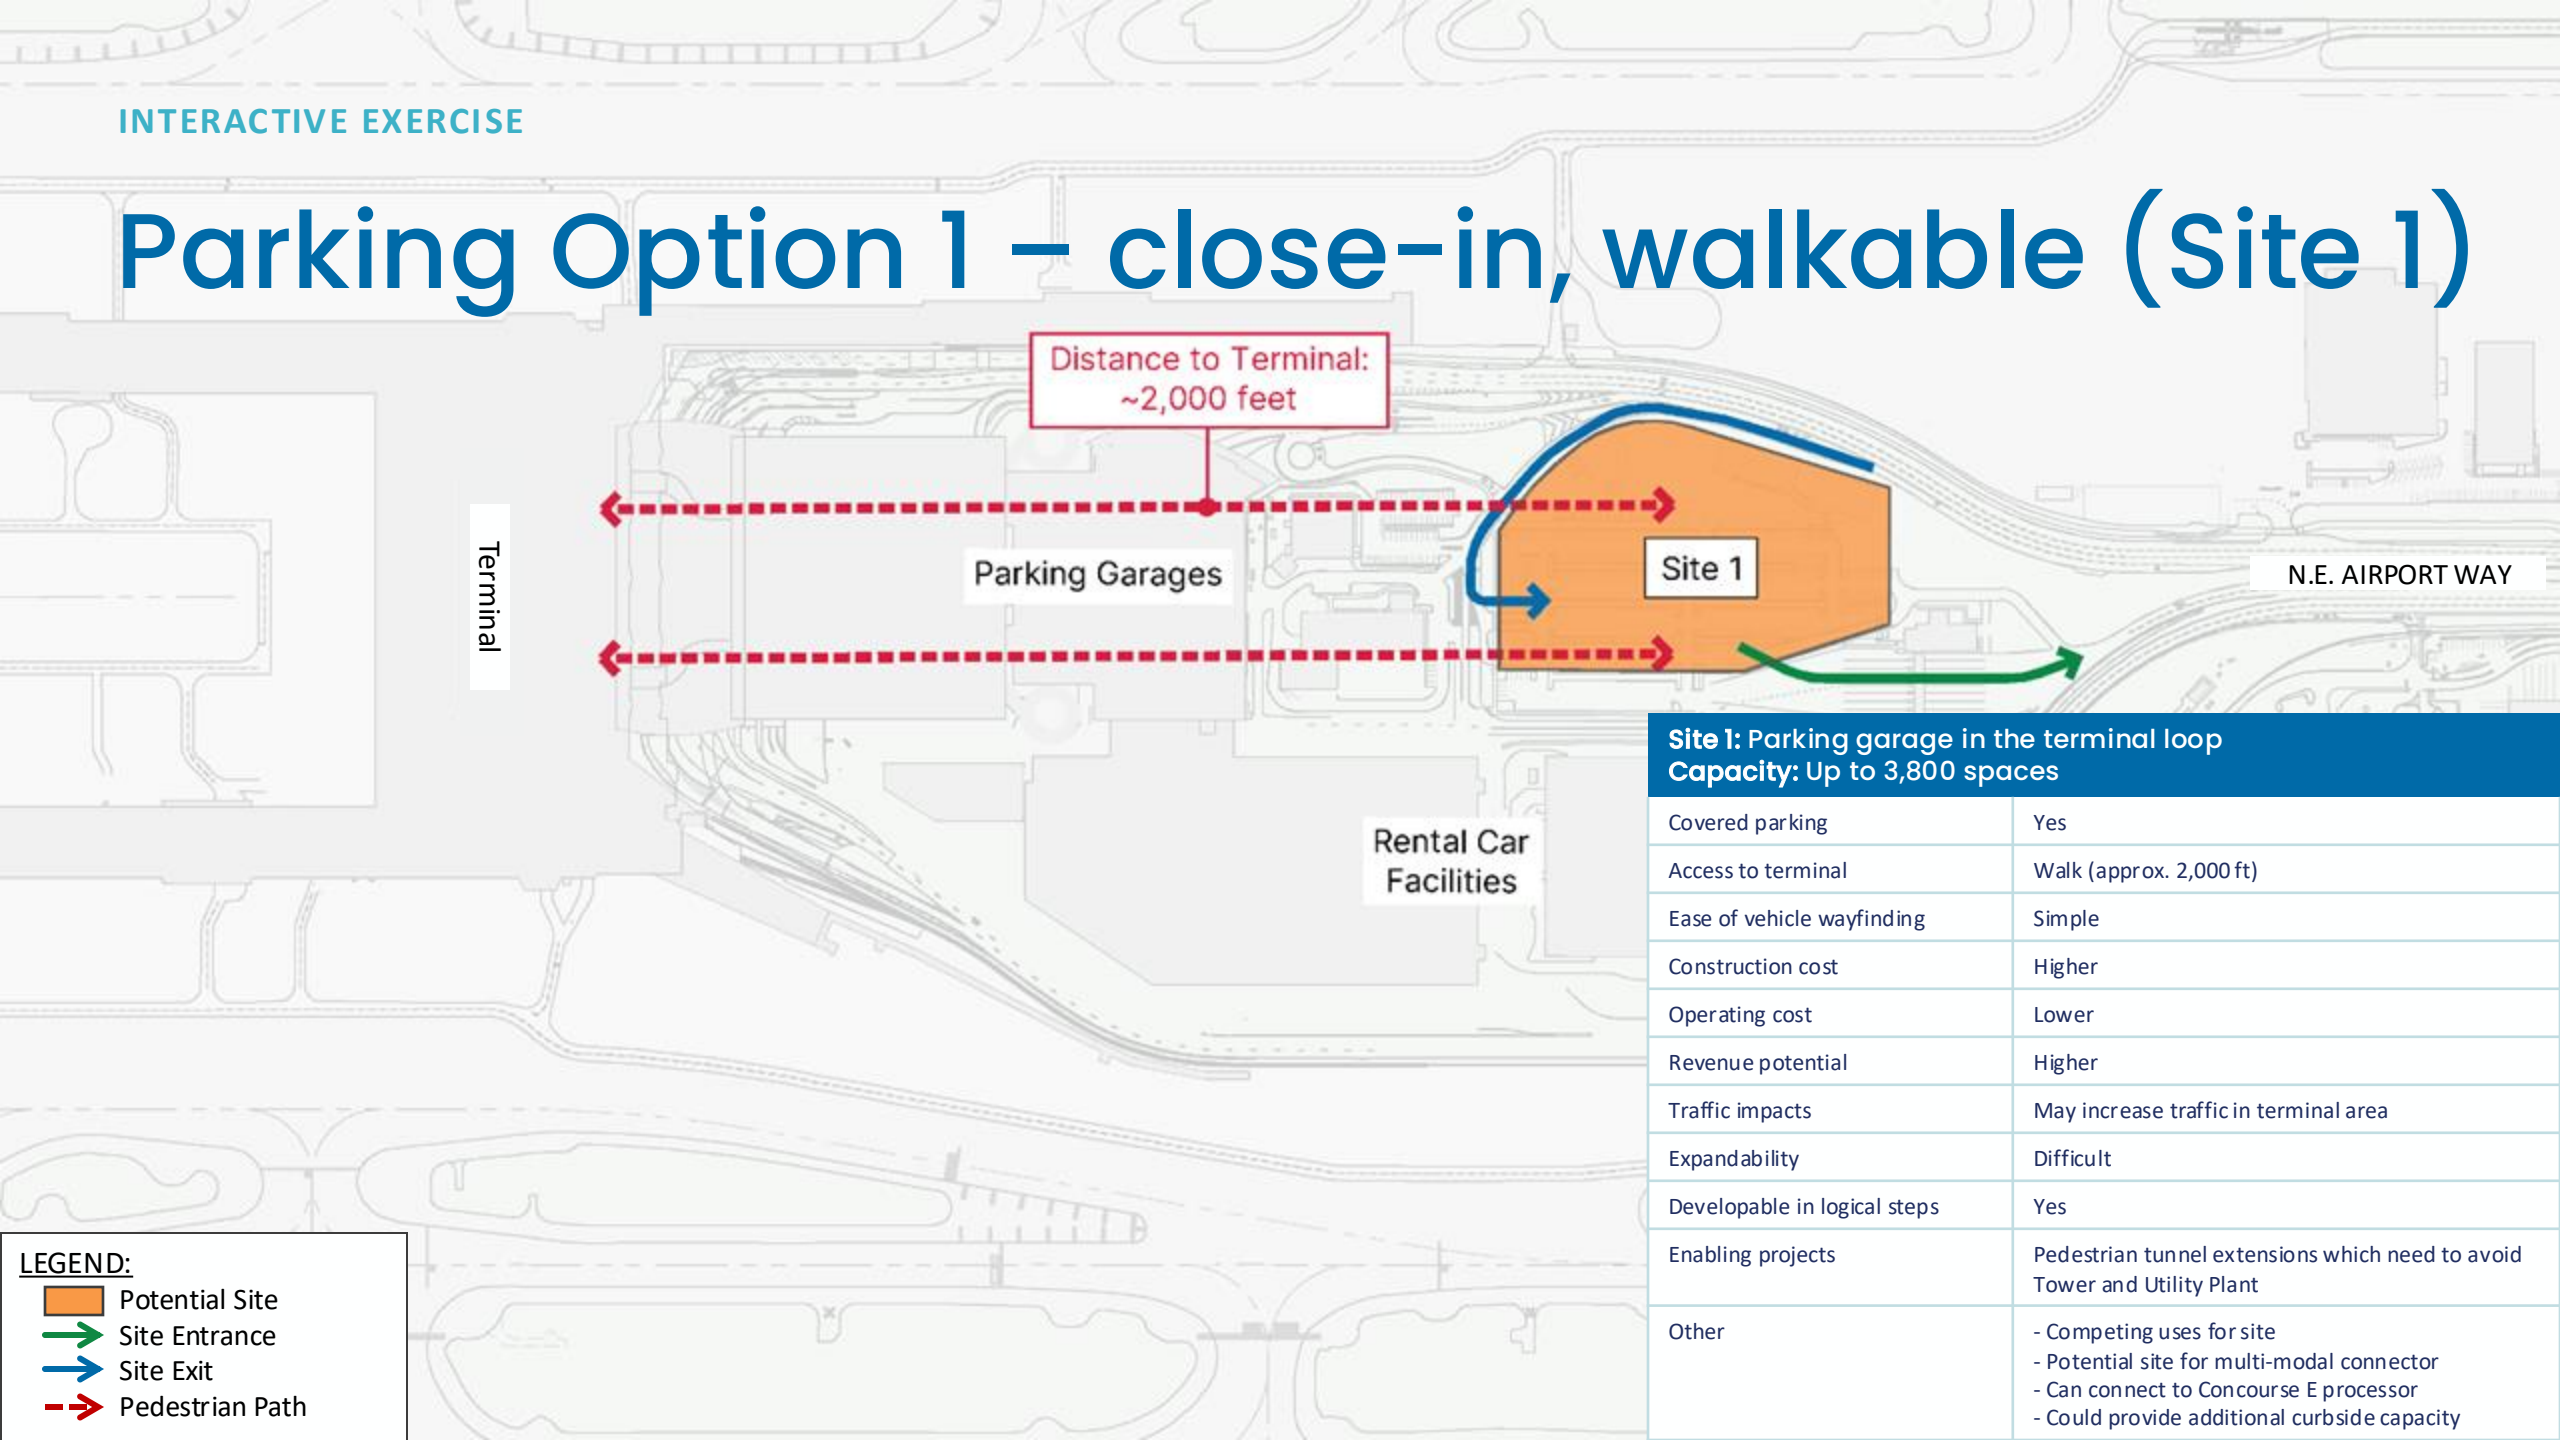 INTERACTIVE EXERCISE
Parking Option 1 – close-in, walkable (Site 1)
Distance to Terminal:
~2,000 feet
Terminal
Parking Garages
Site 1
N.E. AIRPORT WAY
Rental Car
Facilities
Site 1: Parking garage in the terminal loop
Capacity: Up to 3,800 spaces
Covered parking Yes
Access to terminal Walk (approx. 2,000 ft)
Ease of vehicle wayfinding Simple
Construction cost Higher
Operating cost Lower
Revenue potential Higher
Traffic impacts May increase traffic in terminal area
Expandability Difficult
Developable in logical steps Yes
Enabling projects Pedestrian tunnel extensions which need to avoid
Tower and Utility Plant
Other - Competing uses for site
- Potential site for multi-modal connector
- Can connect to Concourse E processor
- Could provide additional curbside capacity
LEGEND:
Potential Site
Site Entrance
Site Exit
Pedestrian Path